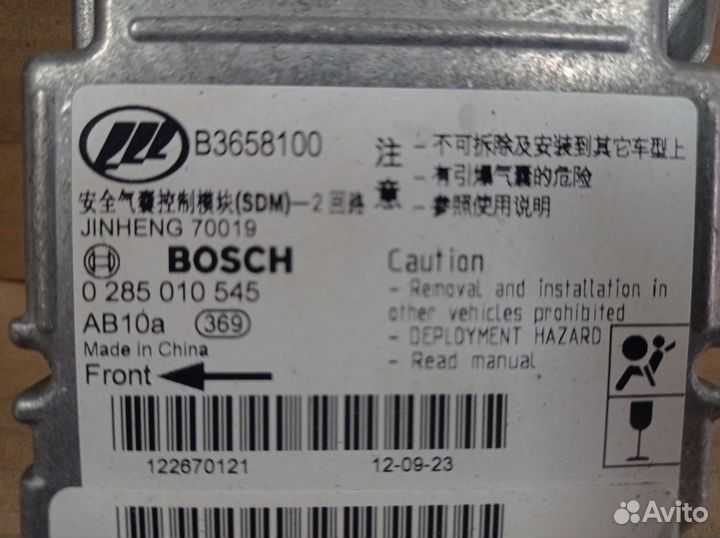 B3658100
安全气囊控制模块(SDM)—2回路
JINHENG 70019
BOSCH
0 285 010 545
AB10a 369
Made in China
Front
注意
- 不可拆除及安装到其它车型上
- 有引爆气囊的危险
- 参照使用说明
Caution
- Removal and installation in
other vehicles prohibited
- DEPLOYMENT HAZARD
- Read manual
122670121
12-09-23
Avito